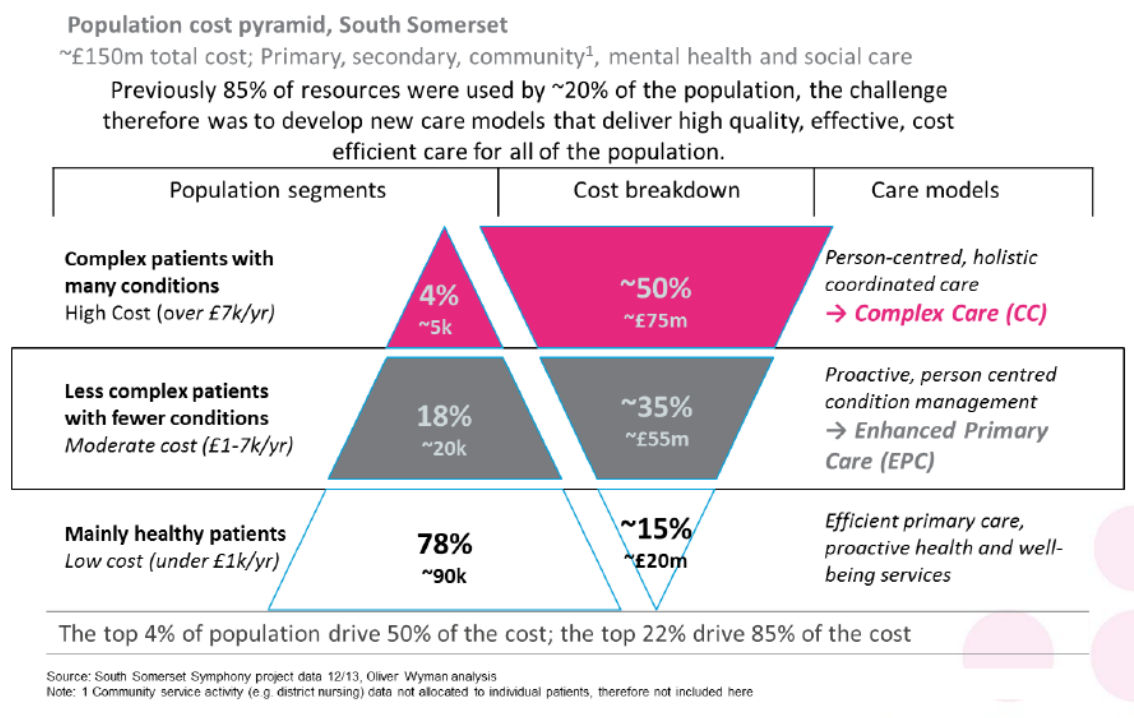 Population cost pyramid, South Somerset
~£150m total cost; Primary, secondary, community¹, mental health and social care
Previously 85% of resources were used by ~20% of the population, the challenge
therefore was to develop new care models that deliver high quality, effective, cost
efficient care for all of the population.
Population segments
Cost breakdown
Care models
Complex patients with
many conditions
High Cost (over £7k/yr)
4%
~5k
~50%
~£75m
Person-centred, holistic
coordinated care
→ Complex Care (CC)
Less complex patients
with fewer conditions
Moderate cost (£1-7k/yr)
18%
~20k
~35%
~£55m
Proactive, person centred
condition management
→ Enhanced Primary
Care (EPC)
Mainly healthy patients
Low cost (under £1k/yr)
78%
~90k
~15%
~£20m
Efficient primary care,
proactive health and well-
being services
The top 4% of population drive 50% of the cost; the top 22% drive 85% of the cost
Source: South Somerset Symphony project data 12/13, Oliver Wyman analysis
Note: 1 Community service activity (e.g. district nursing) data not allocated to individual patients, therefore not included here